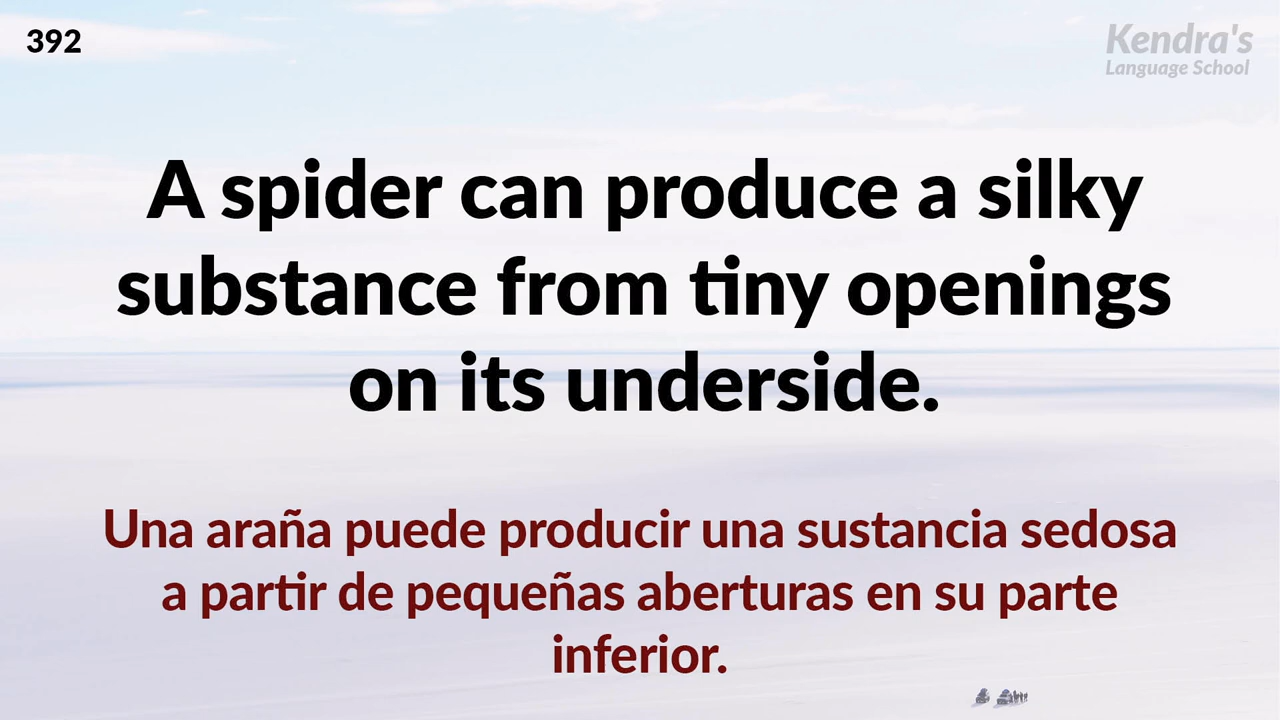 392
Kendra's
Language School
A spider can produce a silky
substance from tiny openings
on its underside.
Una araña puede producir una sustancia sedosa
a partir de pequeñas aberturas en su parte
inferior.